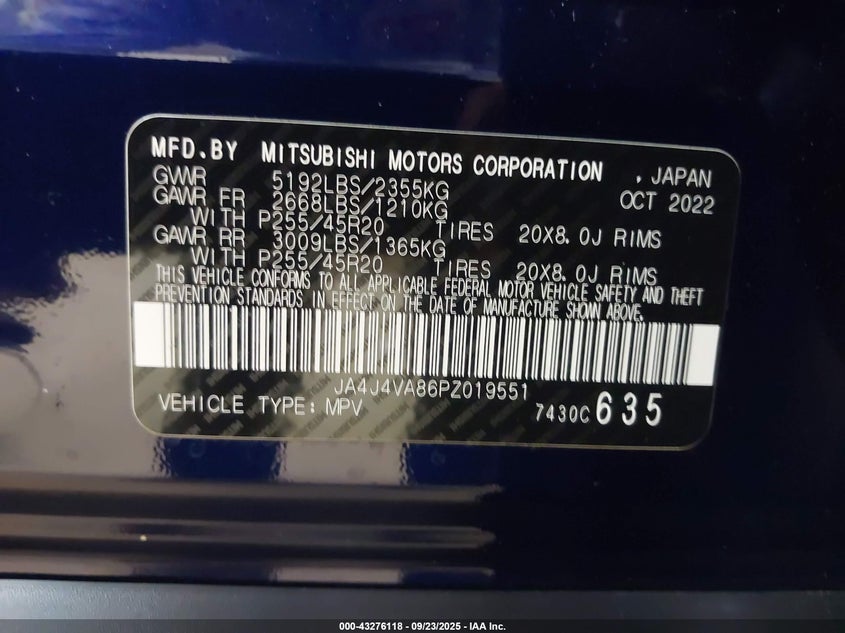 MFD.BY MITSUBISHI MOTORS CORPORATION , JAPAN
GVWR 5192LBS/2355KG OCT 2022
GAWR FR 2668LBS/1210KG
WITH P255/45R20 TIRES 20X8.0J RIMS
GAWR RR 3009LBS/1365KG
WITH P255/45R20 TIRES 20X8.0J RIMS
THIS VEHICLE CONFORMS TO ALL APPLICABLE FEDERAL MOTOR VEHICLE SAFETY AND THEFT
PREVENTION STANDARDS IN EFFECT ON THE DATE OF MANUFACTURE SHOWN ABOVE.
JA4J4VA86PZ019551
VEHICLE TYPE: MPV 7430C 635
000-43276118 - 09/23/2025 - IAA Inc.